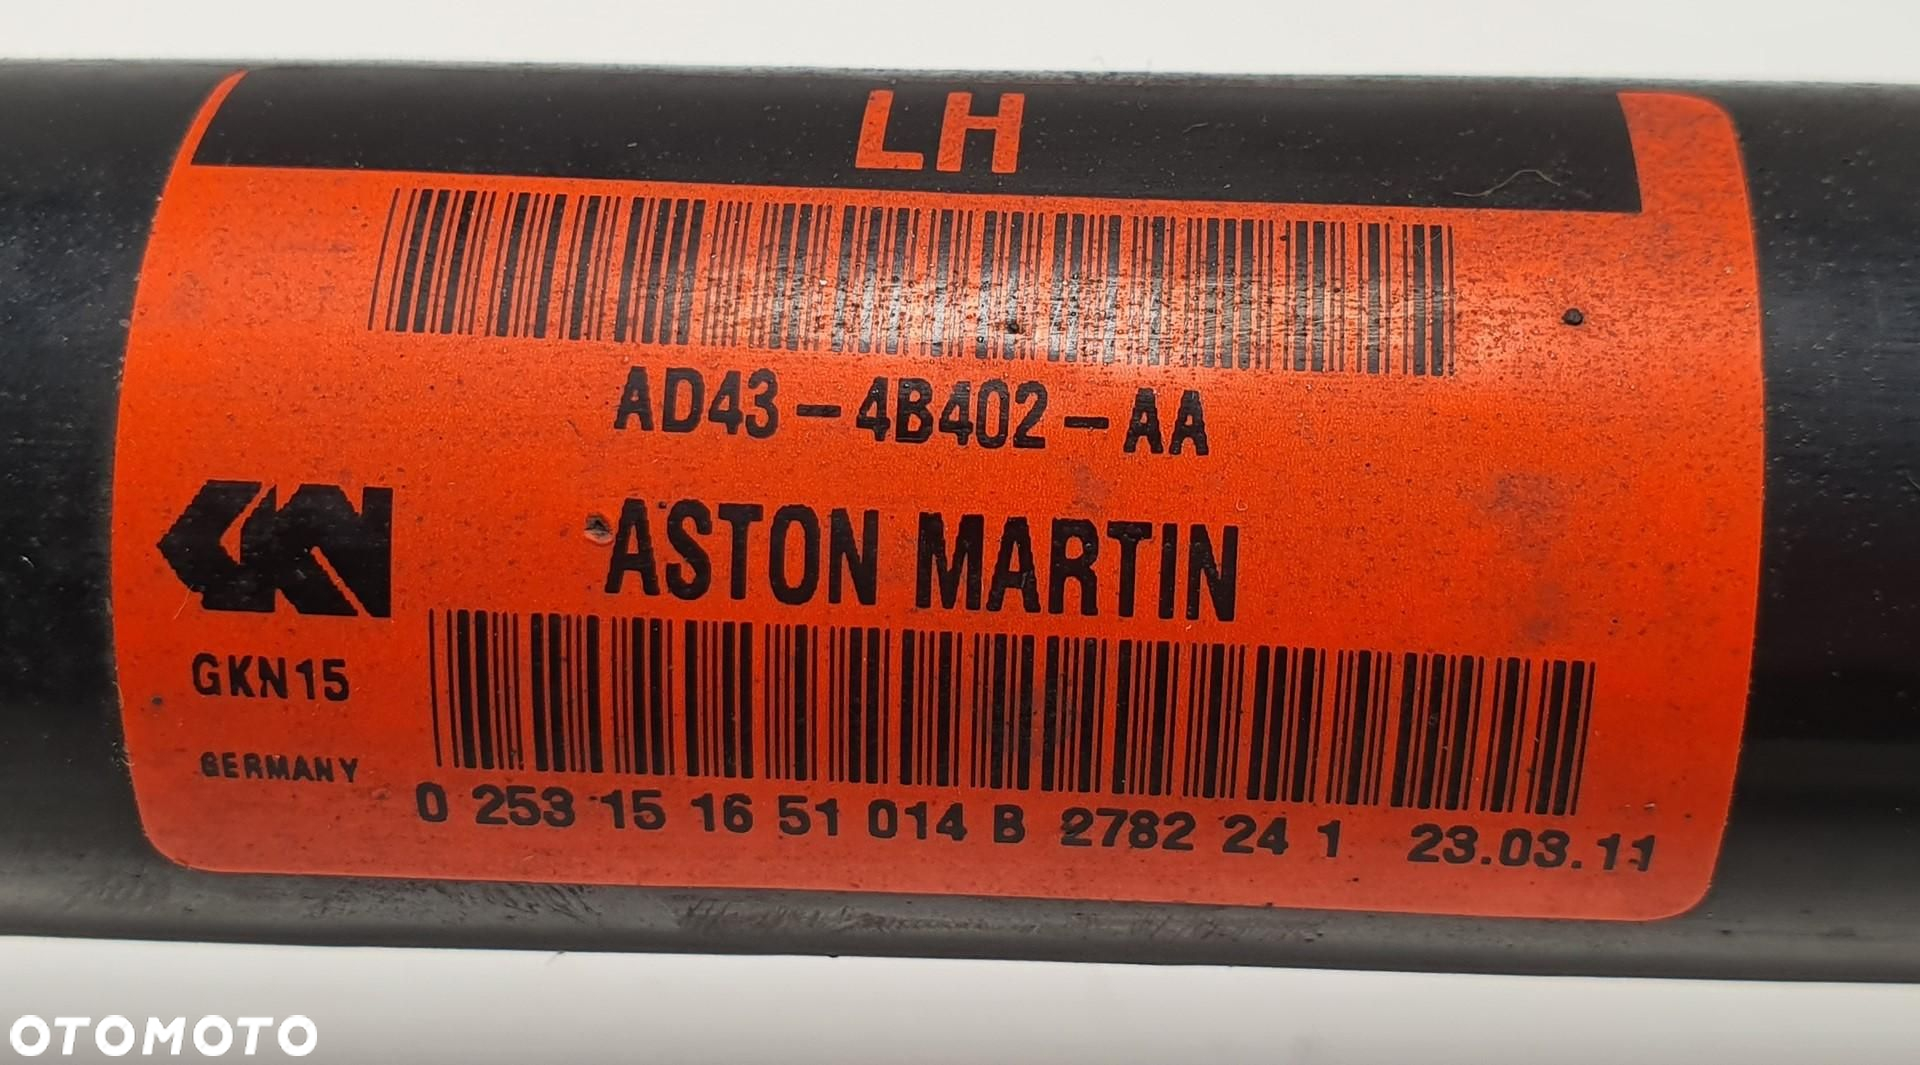 LH
AD43-4B402-AA
ASTON MARTIN
GKN
GKN15
GERMANY
0 253 15 16 51 014 B 2782 24 1 23.03.11
OTOMOTO